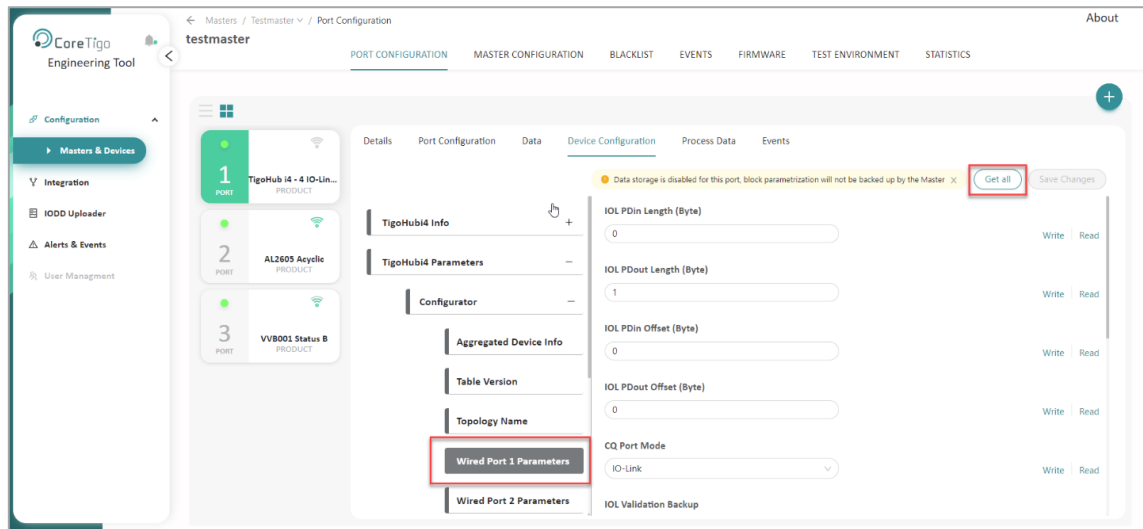 ← Masters / Testmaster / Port Configuration
About
CoreTigo
Engineering Tool
testmaster
PORT CONFIGURATION MASTER CONFIGURATION BLACKLIST EVENTS FIRMWARE TEST ENVIRONMENT STATISTICS
Configuration
Masters & Devices
Integration
IODD Uploader
Alerts & Events
User Managment
1
PORT
TigoHub i4 - 4 IO-Lin...
PRODUCT
2
PORT
AL2605 Acyclic
PRODUCT
3
PORT
VVB001 Status B
PRODUCT
Details Port Configuration Data Device Configuration Process Data Events
Data storage is disabled for this port, block parametrization will not be backed up by the Master X
Get all
Save Changes
TigoHubi4 Info +
TigoHubi4 Parameters −
Configurator −
Aggregated Device Info
Table Version
Topology Name
Wired Port 1 Parameters
Wired Port 2 Parameters
IOL PDin Length (Byte)
0
Write Read
IOL PDout Length (Byte)
1
Write Read
IOL PDin Offset (Byte)
0
Write Read
IOL PDout Offset (Byte)
0
Write Read
CQ Port Mode
IO-Link
Write Read
IOL Validation Backup